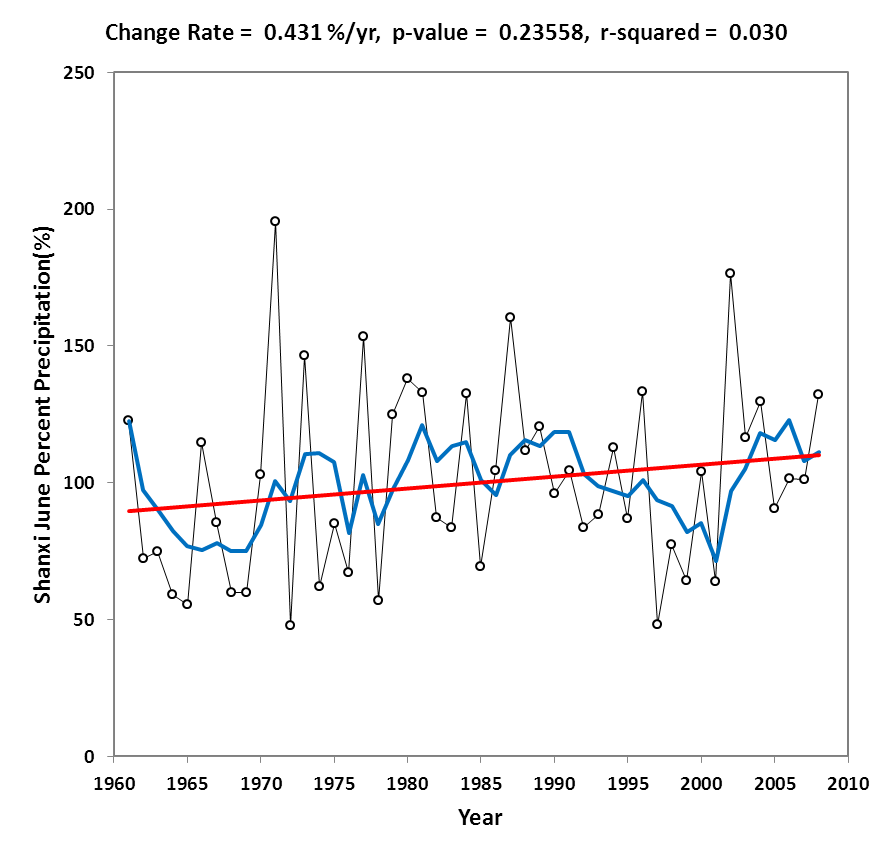 Change Rate = 0.431 %/yr, p-value = 0.23558, r-squared = 0.030
250
200
150
100
50
0
Shanxi June Percent Precipitation(%)
1960 1965 1970 1975 1980 1985 1990 1995 2000 2005 2010
Year